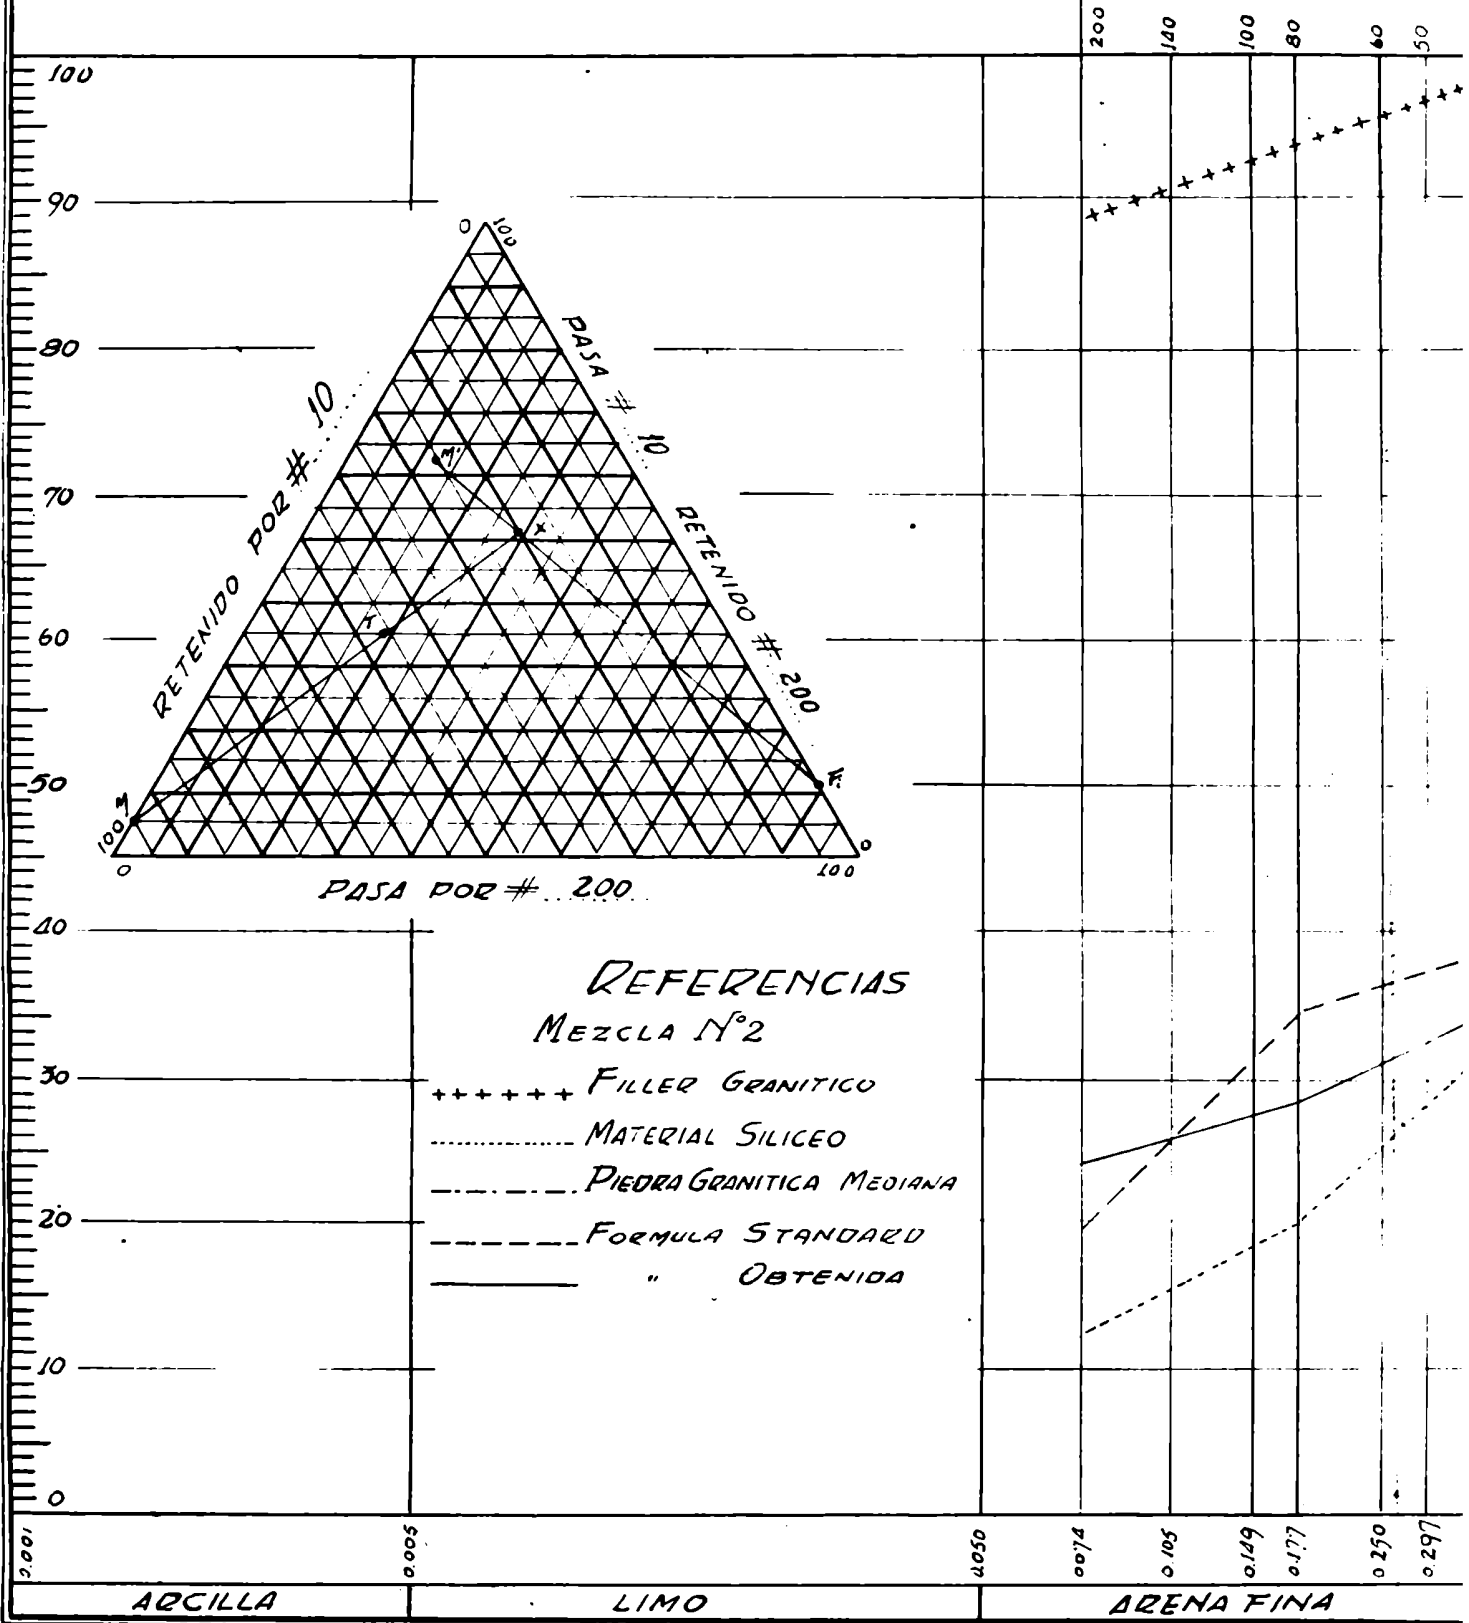 200 140 100 80 60 50
100
90
80
70
60
50
40
30
20
10
0
0 100
RETENIDO POR # 10
PASA # 10 RETENIDO # 200
M.
F.
M
100
0
0
100
PASA POR # 200
REFERENCIAS
MEZCLA N°2
++++++ FILLER GRANITICO
MATERIAL SILICEO
PIEDRA GRANITICA MEDIANA
FORMULA STANDARD
" OBTENIDA
0.001 0.005 0.050 0.074 0.105 0.149 0.177 0.250 0.297
ARCILLA LIMO ARENA FINA